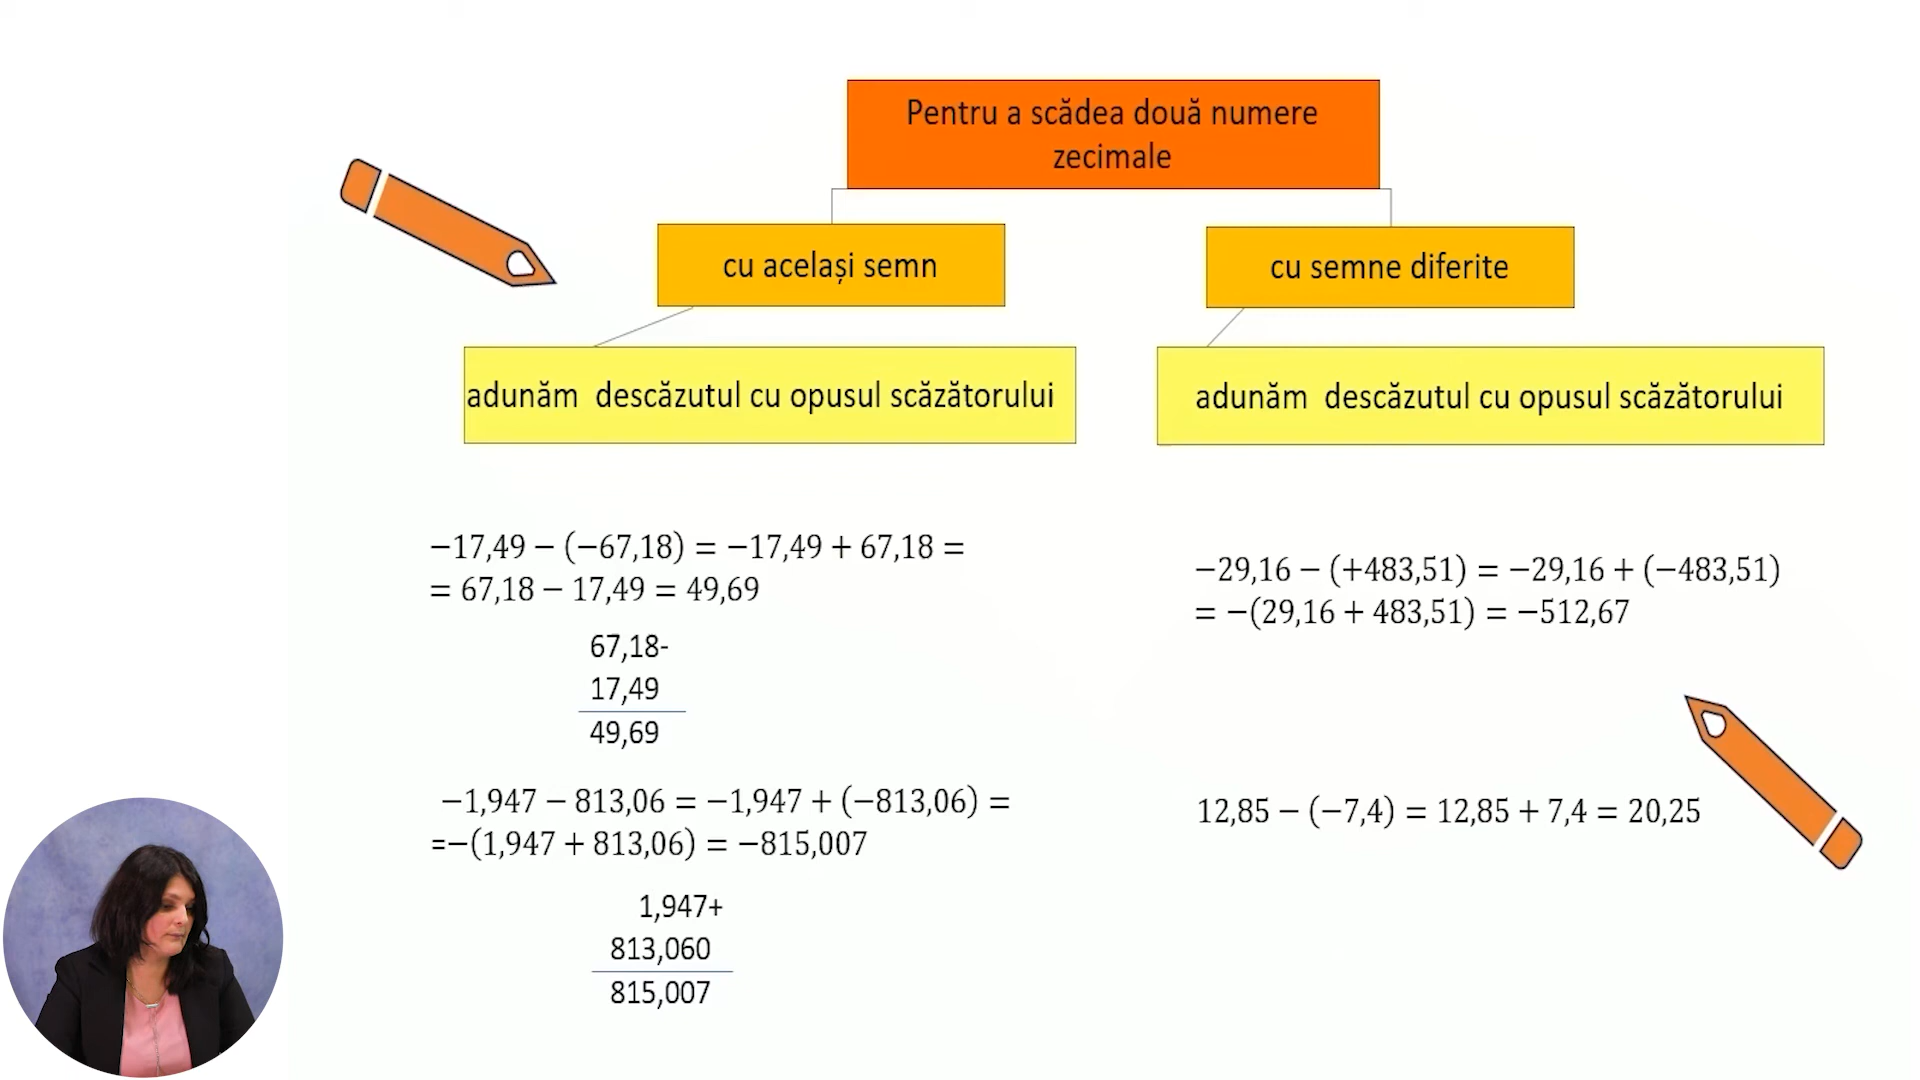 Pentru a scădea două numere
zecimale
cu același semn
cu semne diferite
adunăm descăzutul cu opusul scăzătorului
adunăm descăzutul cu opusul scăzătorului
−17,49 − (−67,18) = −17,49 + 67,18 =
= 67,18 − 17,49 = 49,69
67,18-
17,49
49,69
−1,947 − 813,06 = −1,947 + (−813,06) =
=−(1,947 + 813,06) = −815,007
1,947+
813,060
815,007
−29,16 − (+483,51) = −29,16 + (−483,51)
= −(29,16 + 483,51) = −512,67
12,85 − (−7,4) = 12,85 + 7,4 = 20,25